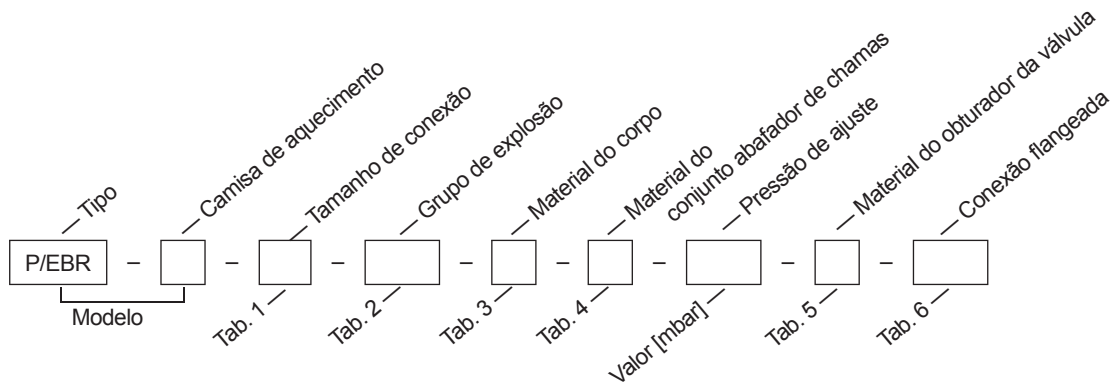 Tipo
Camisa de aquecimento
Tamanho de conexão
Grupo de explosão
Material do corpo
Material do
conjunto abafador de chamas
Pressão de ajuste
Material do obturador da válvula
Conexão flangeada
P/EBR – – – – – – – –
Modelo
Tab. 1
Tab. 2
Tab. 3
Tab. 4
Valor [mbar]
Tab. 5
Tab. 6